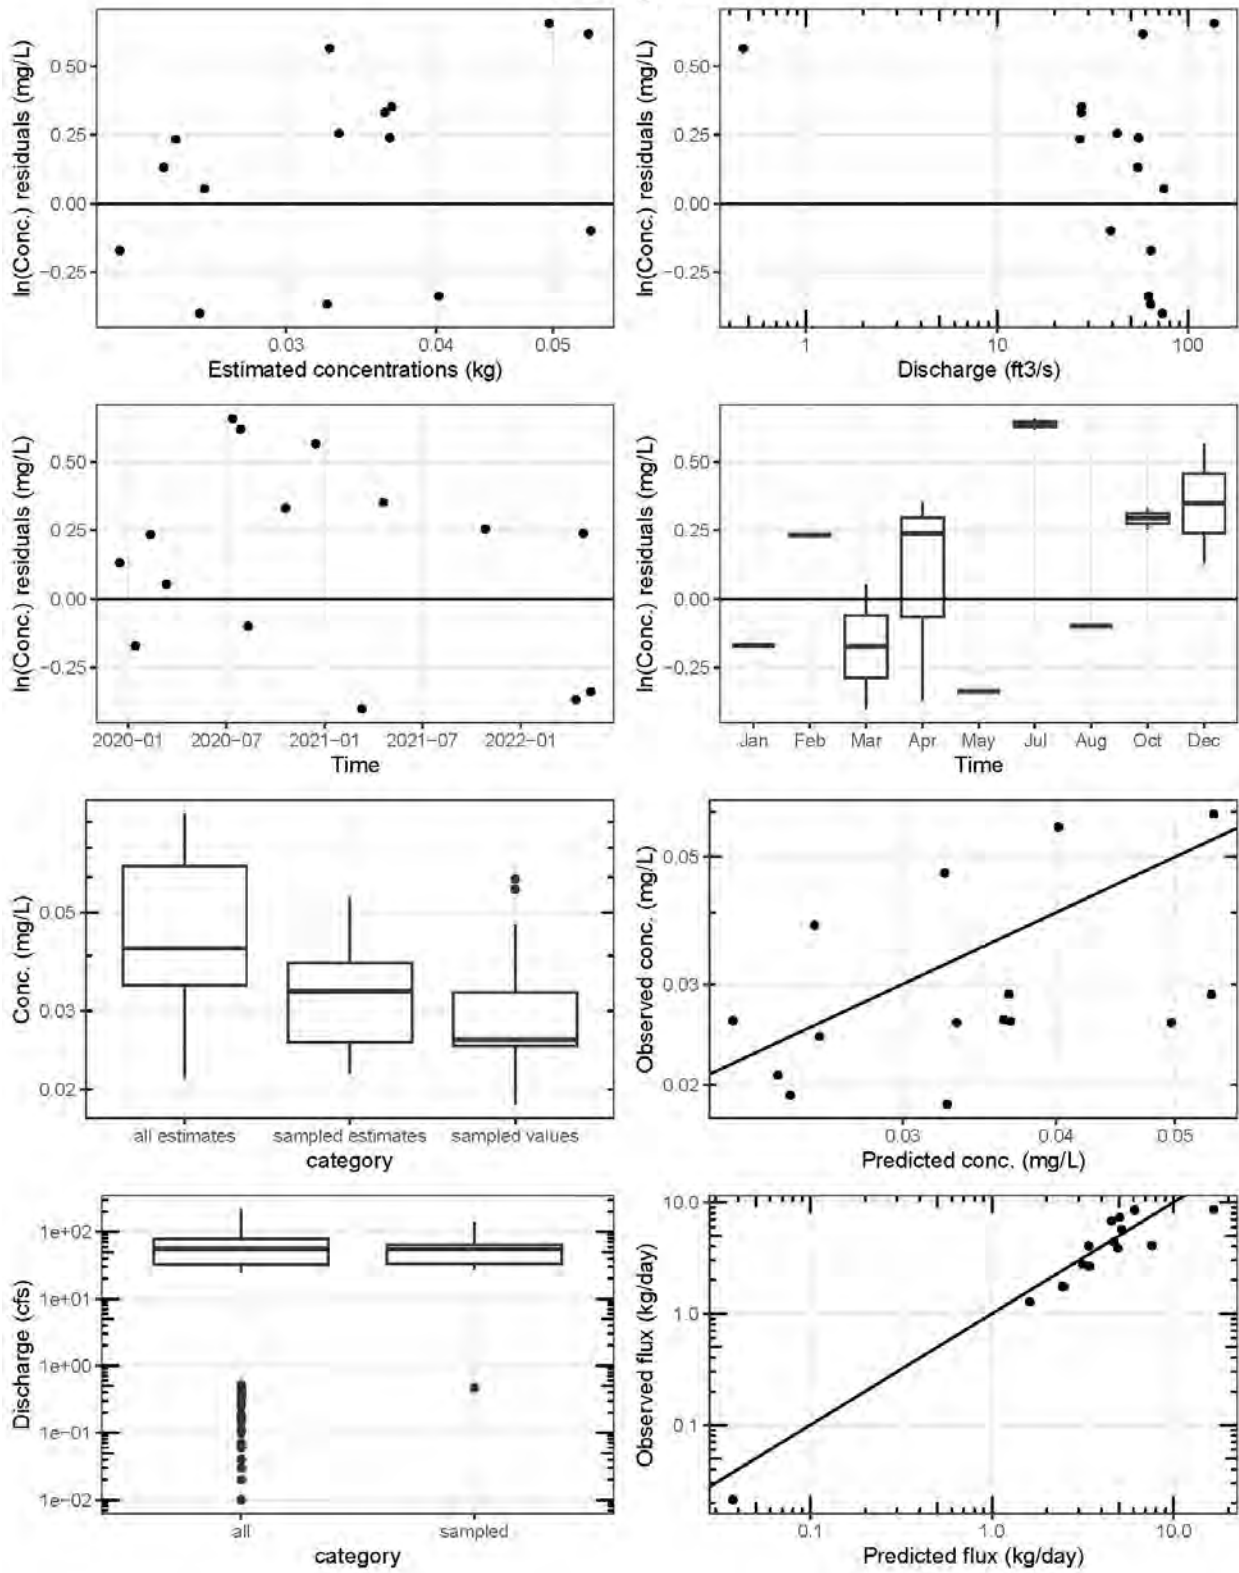 ln(Conc.) residuals (mg/L)
0.50
0.25
0.00
−0.25
0.03
0.04
0.05
Estimated concentrations (kg)
ln(Conc.) residuals (mg/L)
0.50
0.25
0.00
−0.25
1
10
100
Discharge (ft3/s)
ln(Conc.) residuals (mg/L)
0.50
0.25
0.00
−0.25
2020−01
2020−07
2021−01
2021−07
2022−01
Time
ln(Conc.) residuals (mg/L)
0.50
0.25
0.00
−0.25
Jan
Feb
Mar
Apr
May
Jul
Aug
Oct
Dec
Time
Conc. (mg/L)
0.05
0.03
0.02
all estimates
sampled estimates
sampled values
category
Observed conc. (mg/L)
0.05
0.03
0.02
0.03
0.04
0.05
Predicted conc. (mg/L)
Discharge (cfs)
1e+02
1e+01
1e+00
1e−01
1e−02
all
sampled
category
Observed flux (kg/day)
10.0
1.0
0.1
0.1
1.0
10.0
Predicted flux (kg/day)